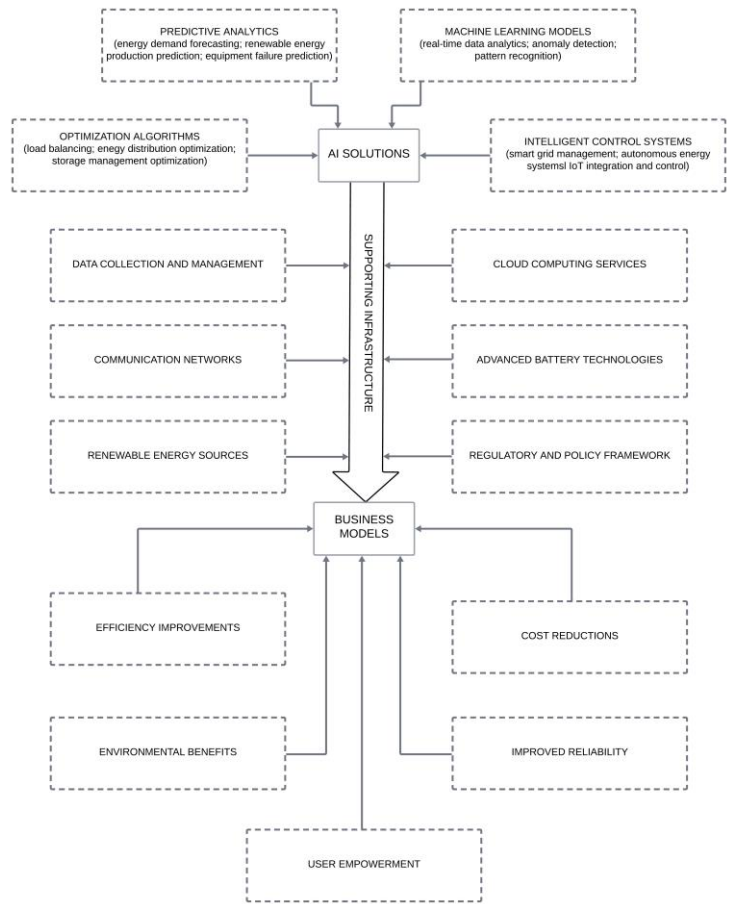 PREDICTIVE ANALYTICS
(energy demand forecasting; renewable energy
production prediction; equipment failure prediction)
MACHINE LEARNING MODELS
(real-time data analytics; anomaly detection;
pattern recognition)
OPTIMIZATION ALGORITHMS
(load balancing; enegy distribution optimization;
storage management optimization)
AI SOLUTIONS
INTELLIGENT CONTROL SYSTEMS
(smart grid management; autonomous energy
systemsl IoT integration and control)
SUPPORTING INFRASTRUCTURE
DATA COLLECTION AND MANAGEMENT
CLOUD COMPUTING SERVICES
COMMUNICATION NETWORKS
ADVANCED BATTERY TECHNOLOGIES
RENEWABLE ENERGY SOURCES
REGULATORY AND POLICY FRAMEWORK
BUSINESS
MODELS
EFFICIENCY IMPROVEMENTS
COST REDUCTIONS
ENVIRONMENTAL BENEFITS
IMPROVED RELIABILITY
USER EMPOWERMENT